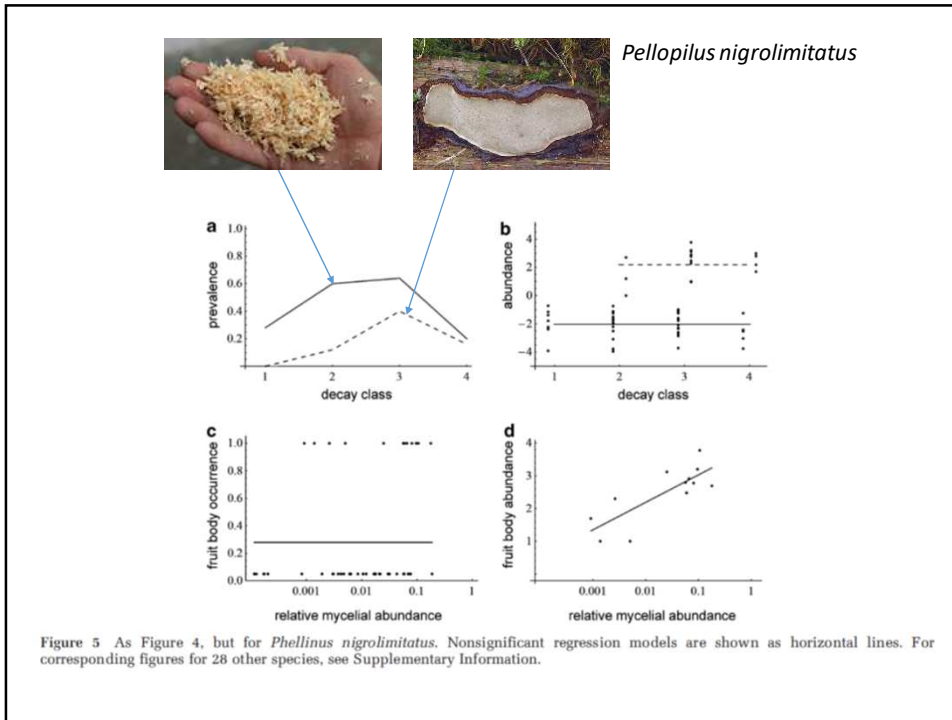 Pellopilus nigrolimitatus
a
1.0
0.8
0.6
0.4
0.2
prevalence
1 2 3 4
decay class
b
4
2
0
−2
−4
abundance
1 2 3 4
decay class
c
1.0
0.8
0.6
0.4
0.2
0.0
fruit body occurrence
0.001 0.01 0.1 1
relative mycelial abundance
d
4
3
2
1
fruit body abundance
0.001 0.01 0.1 1
relative mycelial abundance
Figure 5 As Figure 4, but for Phellinus nigrolimitatus. Nonsignificant regression models are shown as horizontal lines. For
corresponding figures for 28 other species, see Supplementary Information.